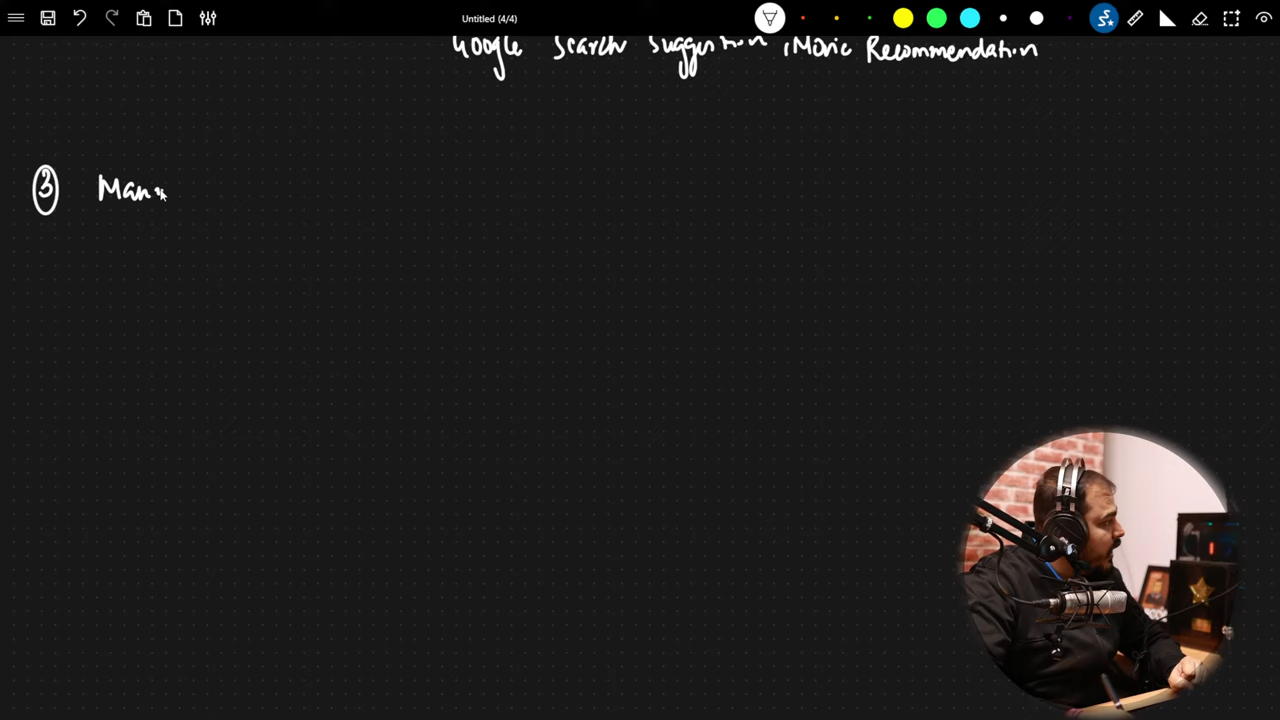 Untitled (4/4)
Google Search Suggestion, Movie Recommendation
③ Man